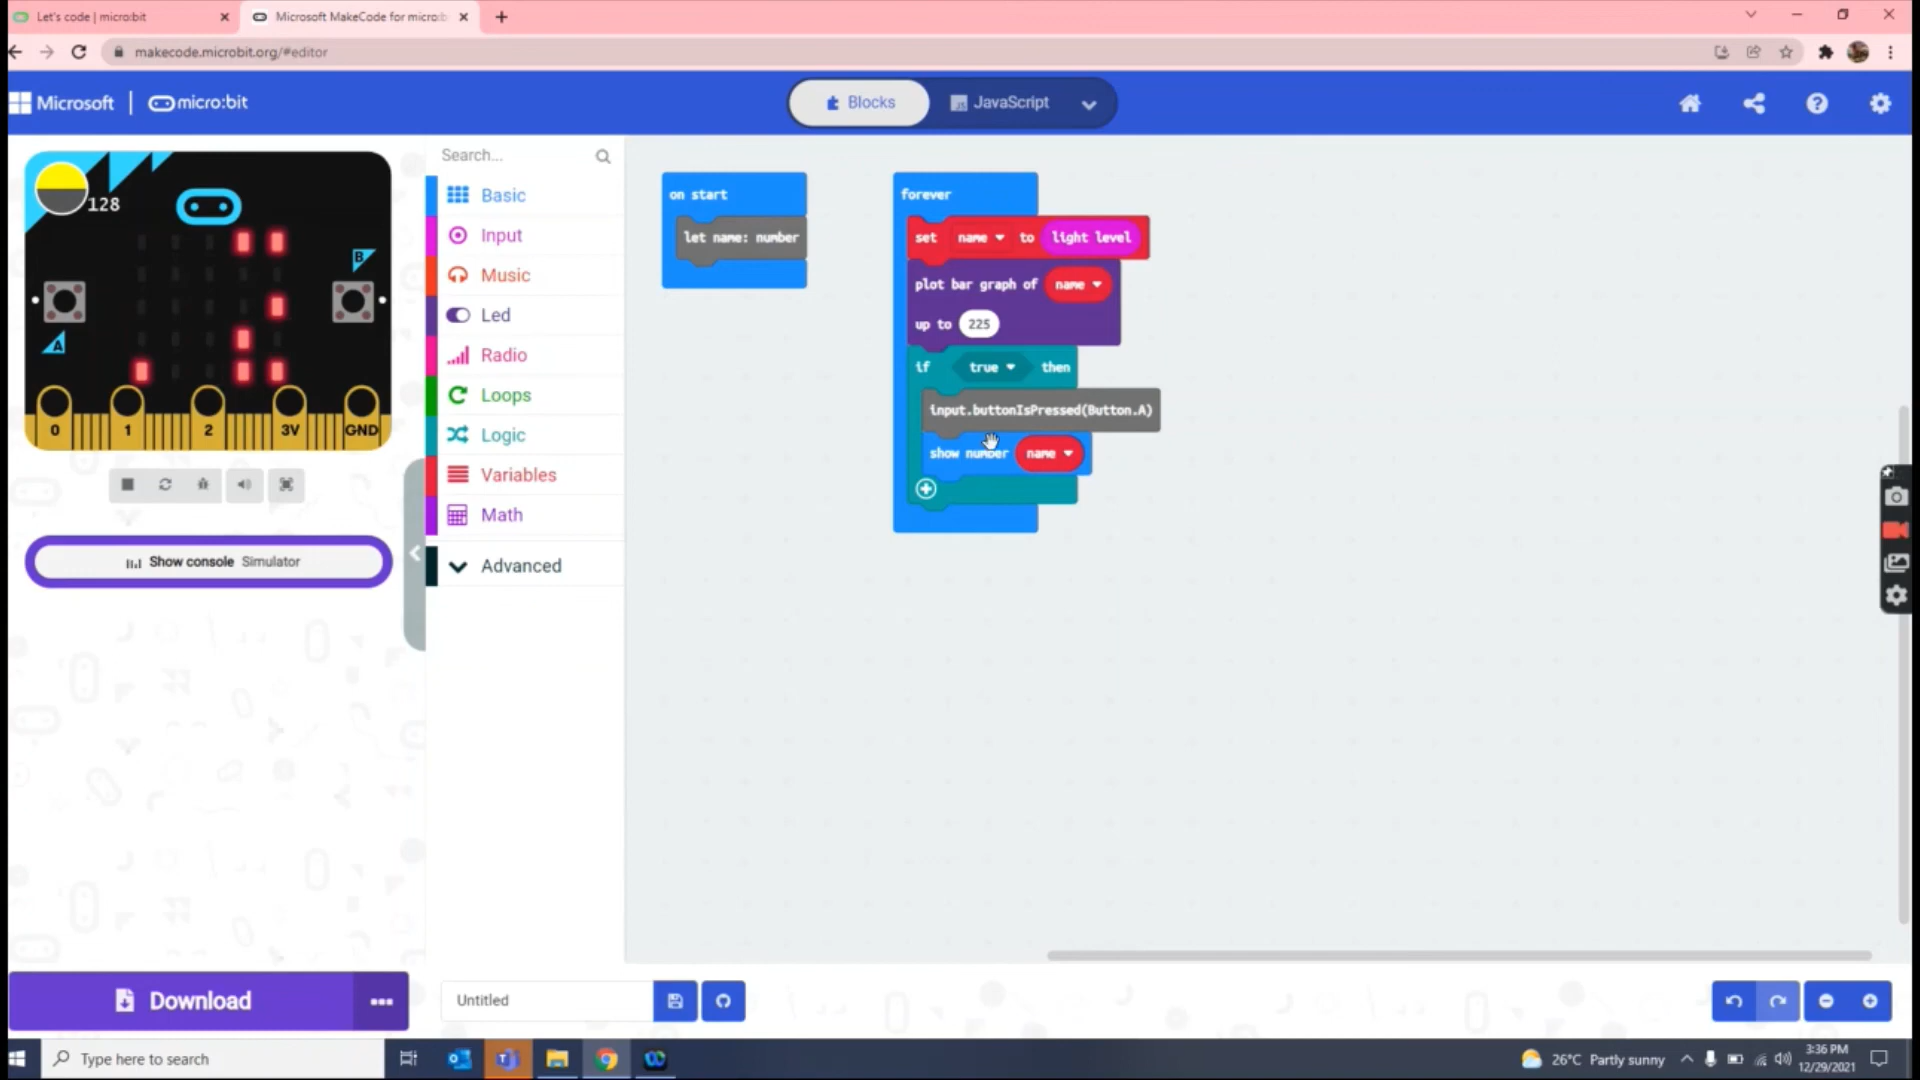 Let's code | micro:bit
Microsoft MakeCode for micro:b
makecode.microbit.org/#editor
Microsoft
micro:bit
Blocks
JS
JavaScript
128
B
A
0 1 2 3V GND
Show console Simulator
Search...
Basic
Input
Music
Led
Radio
Loops
Logic
Variables
Math
Advanced
on start
let name: number
forever
set name to light level
plot bar graph of name
up to 225
if true then
input.buttonIsPressed(Button.A)
show number name
Download
Untitled
Type here to search
26°C Partly sunny
3:36 PM
12/29/2021